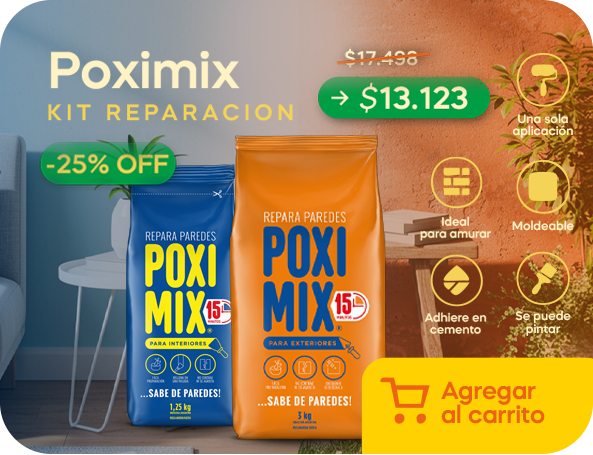 Poximix
KIT REPARACION
-25% OFF
$17.498
→ $13.123
Una sola
aplicación
Ideal
para amurar
Moldeable
Adhiere en
cemento
Se puede
pintar
REPARA PAREDES
POXI
MIX
15
MINUTOS
PARA INTERIORES
...SABE DE PAREDES!
1,25 kg
REPARA PAREDES
POXI
MIX
15
MINUTOS
PARA EXTERIORES
...SABE DE PAREDES!
3 kg
Agregar
al carrito